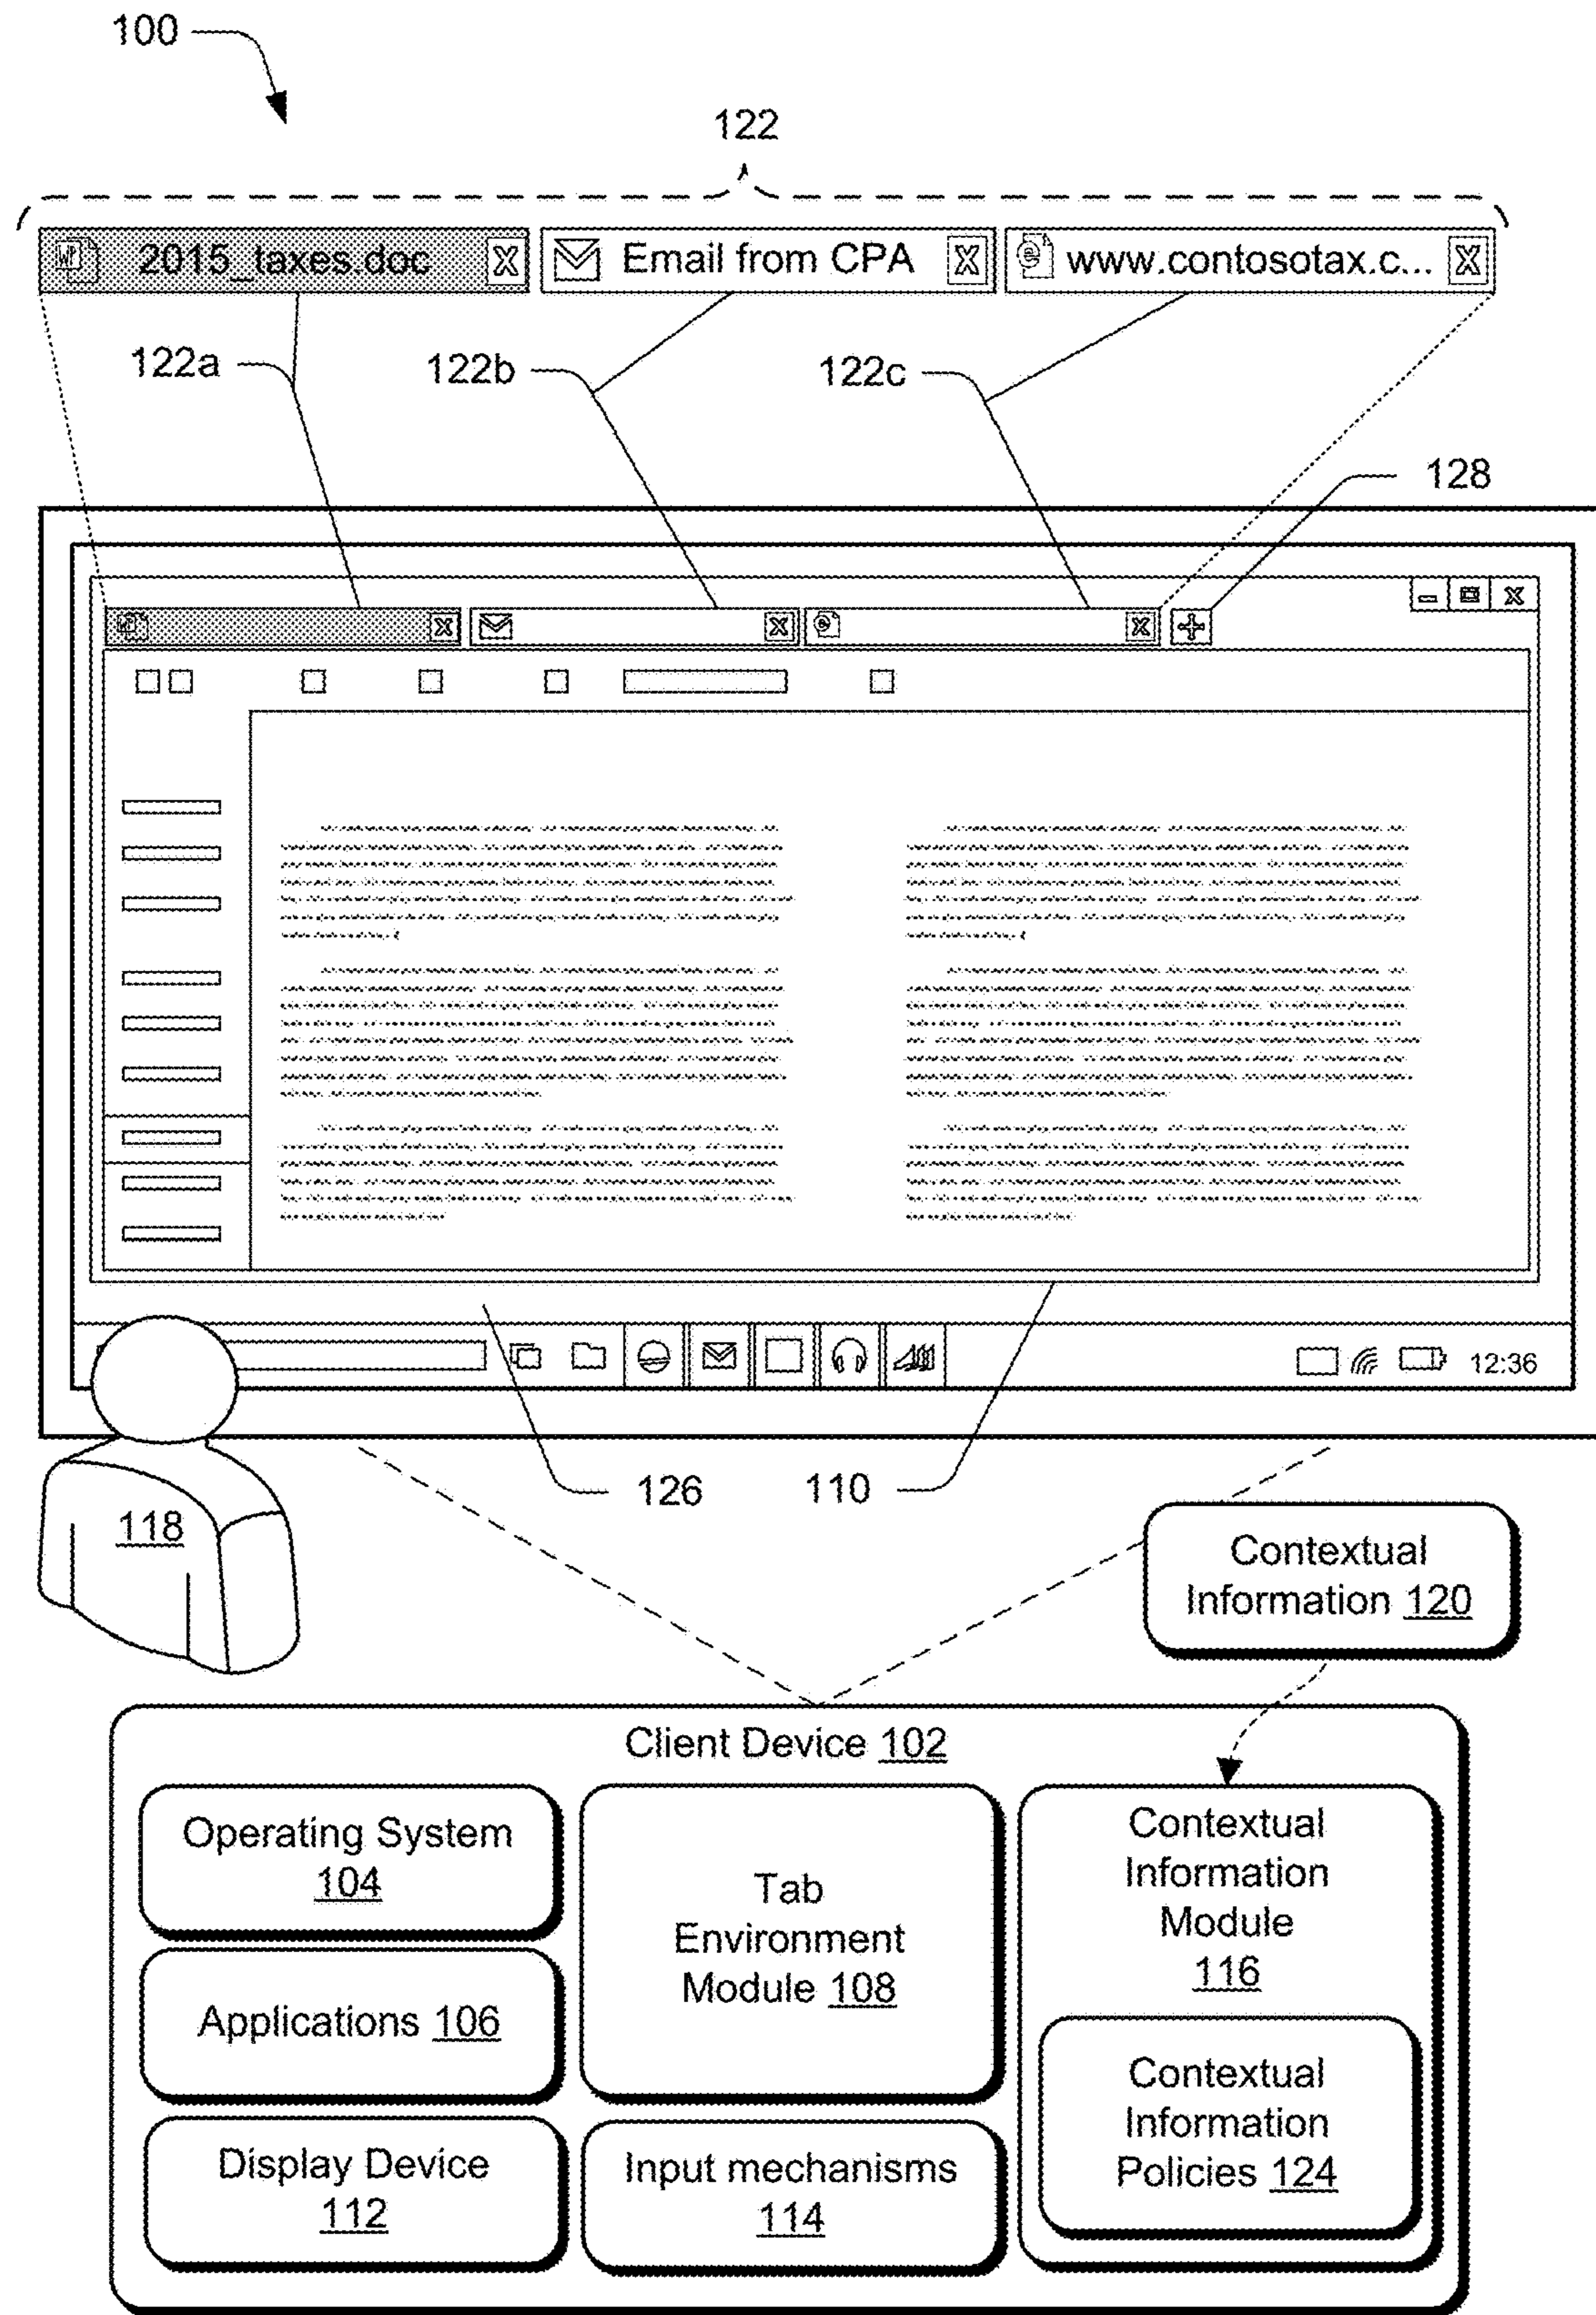 100
122
WP 2015_taxes.doc X Email from CPA X e www.contosotax.c... X
122a 122b 122c
128
X X e X
12:36
126 110
118
Contextual
Information 120
Client Device 102
Operating System
104
Applications 106
Display Device
112
Tab
Environment
Module 108
Input mechanisms
114
Contextual
Information
Module
116
Contextual
Information
Policies 124